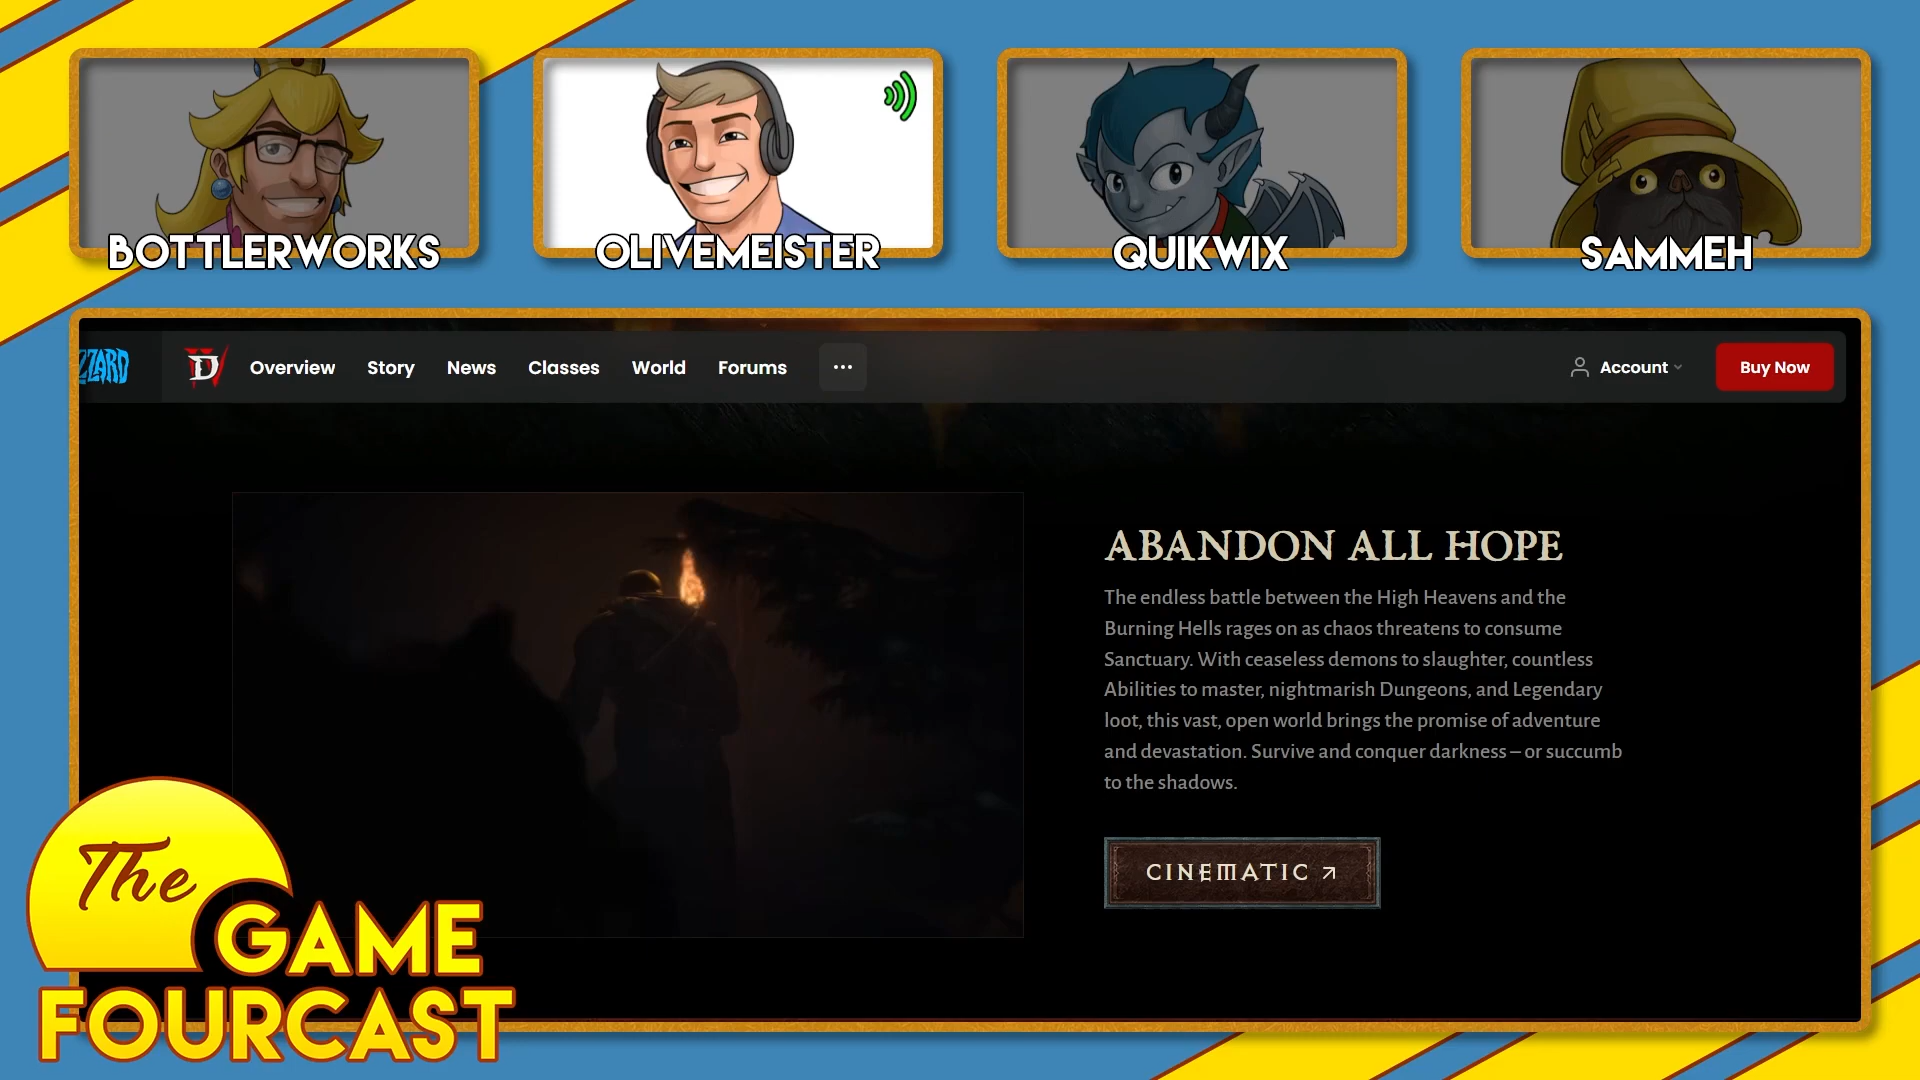 BOTTLERWORKS
OLIVEMEISTER
QUIKWIX
SAMMEH
ZZARD
D
Overview
Story
News
Classes
World
Forums
...
Account
Buy Now
ABANDON ALL HOPE
The endless battle between the High Heavens and the
Burning Hells rages on as chaos threatens to consume
Sanctuary. With ceaseless demons to slaughter, countless
Abilities to master, nightmarish Dungeons, and Legendary
loot, this vast, open world brings the promise of adventure
and devastation. Survive and conquer darkness – or succumb
to the shadows.
CINEMATIC
The
GAME
FOURCAST